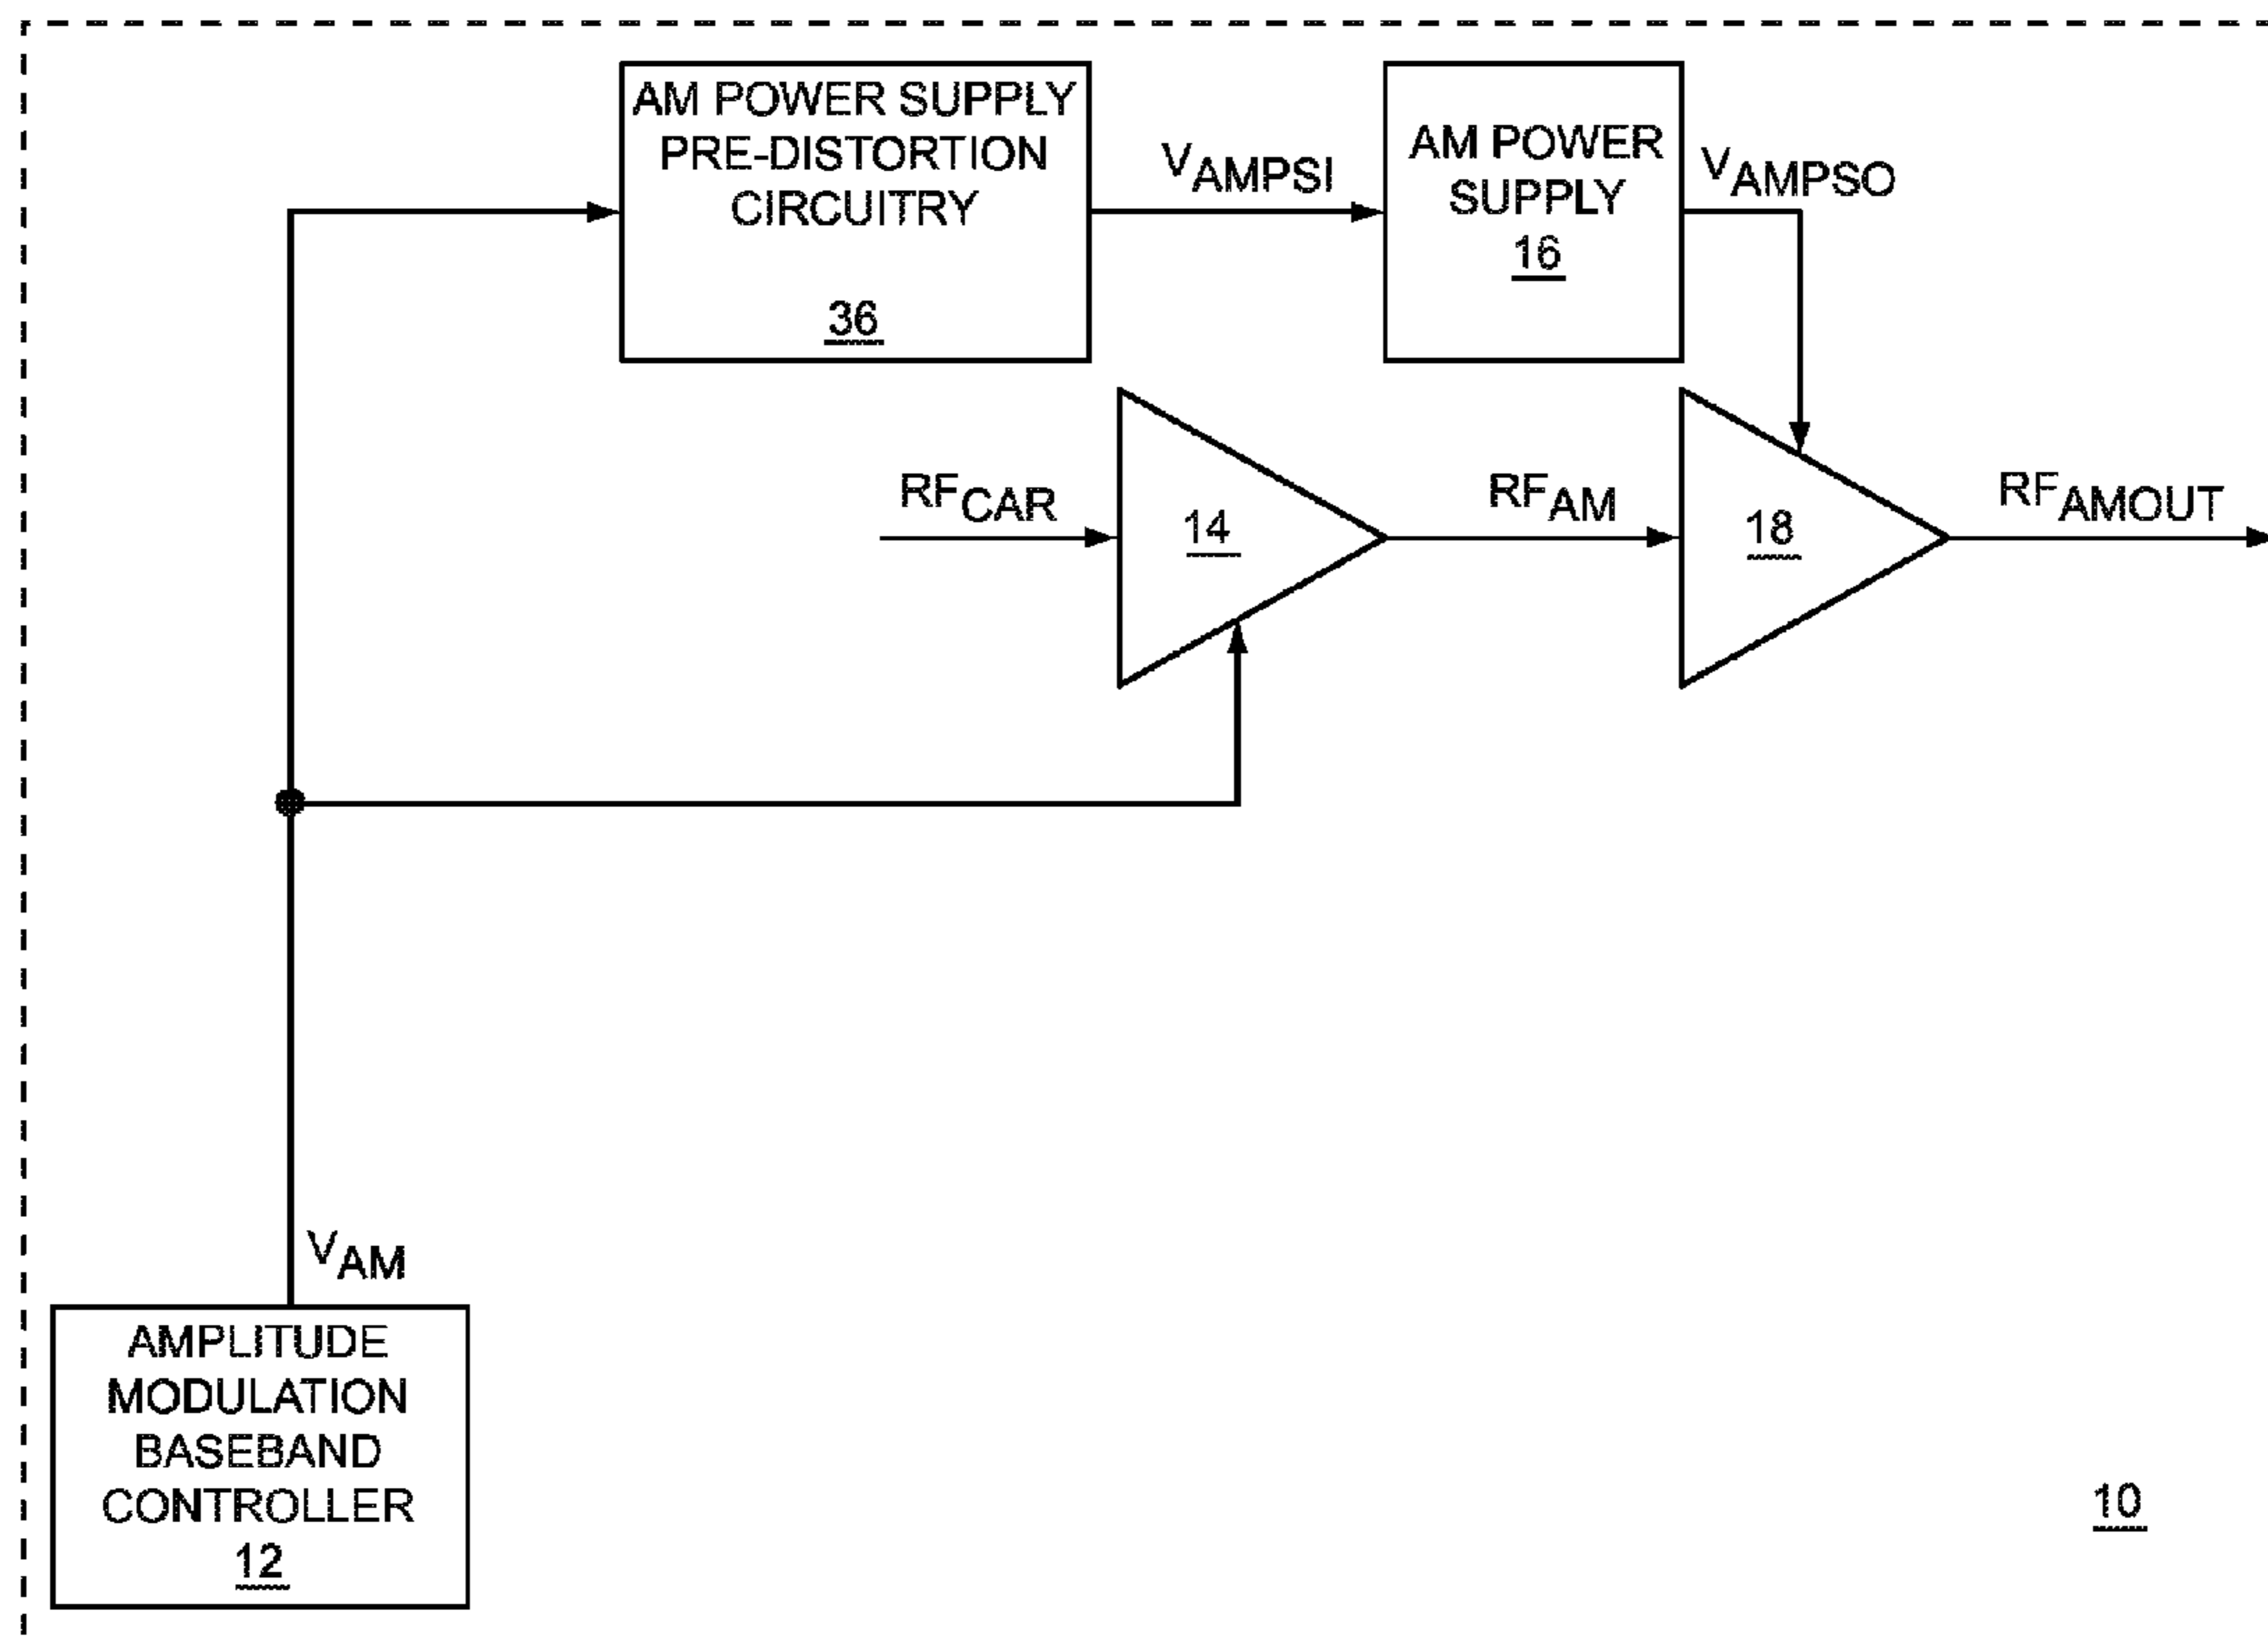 AM POWER SUPPLY
PRE-DISTORTION
CIRCUITRY
36
VAMPSI
AM POWER
SUPPLY
16
VAMPSO
RFCAR
14
RFAM
18
RFAMOUT
VAM
AMPLITUDE
MODULATION
BASEBAND
CONTROLLER
12
10